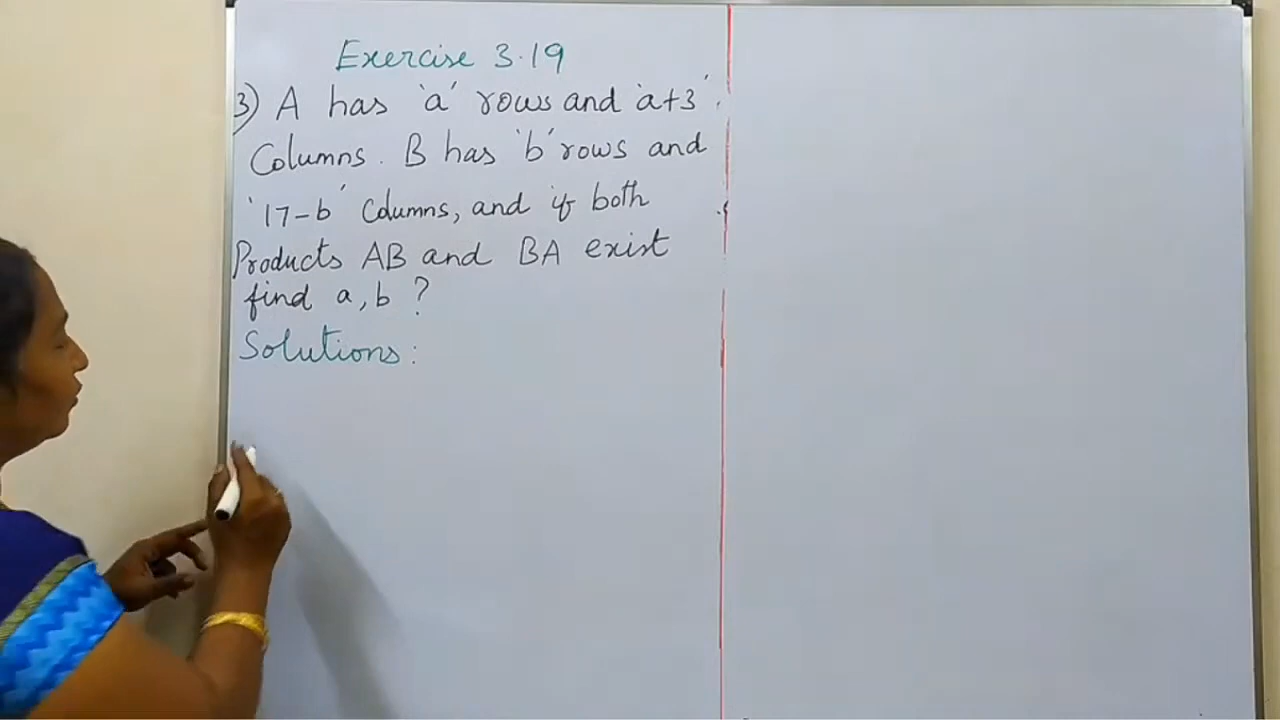 Exercise 3.19
3) A has 'a' rows and 'a+3'
Columns. B has 'b' rows and
'17-b' Columns, and if both
Products AB and BA exist
find a, b ?
Solutions: